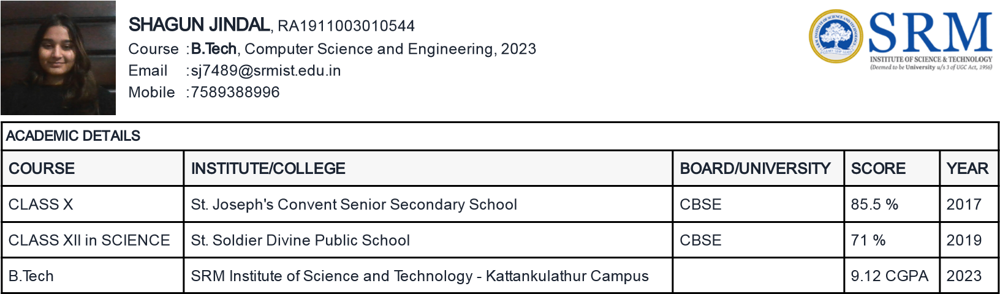 SHAGUN JINDAL, RA1911003010544
Course : B.Tech, Computer Science and Engineering, 2023
Email : sj7489@srmist.edu.in
Mobile : 7589388996
SRM
INSTITUTE OF SCIENCE & TECHNOLOGY
(Deemed to be University u/s 3 of UGC Act, 1956)
ACADEMIC DETAILS
COURSE INSTITUTE/COLLEGE BOARD/UNIVERSITY SCORE YEAR
CLASS X St. Joseph's Convent Senior Secondary School CBSE 85.5 % 2017
CLASS XII in SCIENCE St. Soldier Divine Public School CBSE 71 % 2019
B.Tech SRM Institute of Science and Technology - Kattankulathur Campus 9.12 CGPA 2023